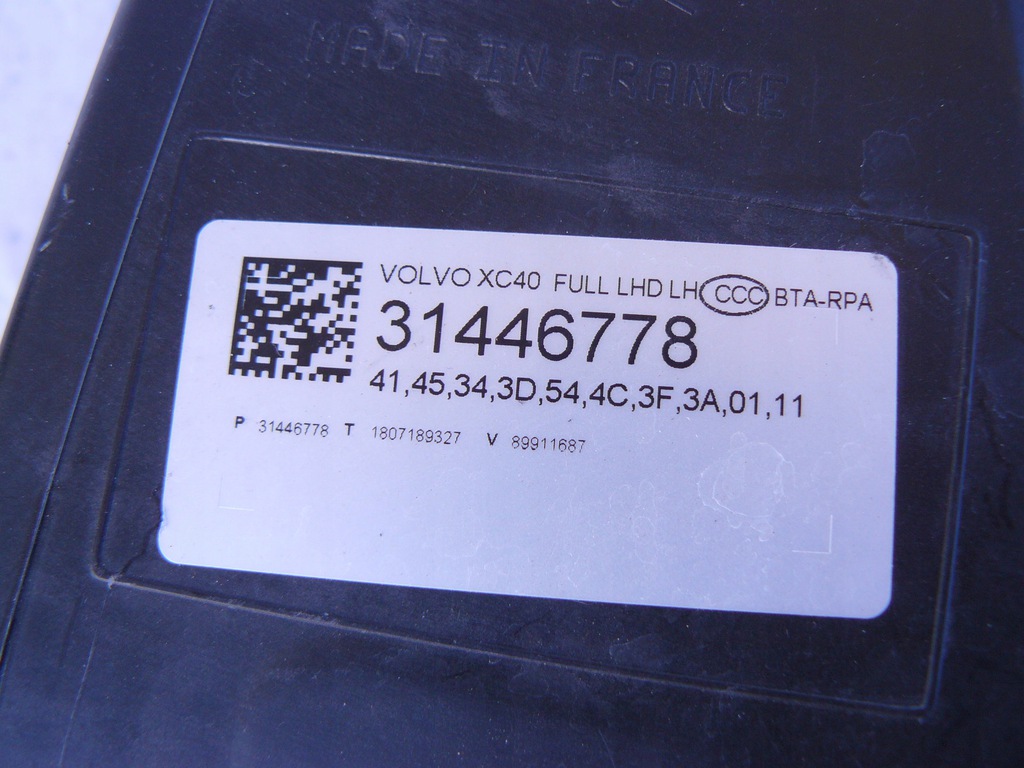 MADE IN FRANCE
VOLVO XC40 FULL LHD LH CCC BTA-RPA
31446778
41,45,34,3D,54,4C,3F,3A,01,11
P 31446778 T 1807189327 V 89911687